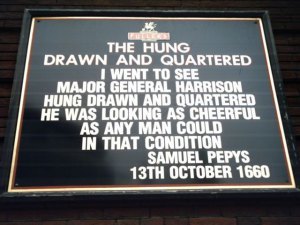 FULLERS
THE HUNG
DRAWN AND QUARTERED
I WENT TO SEE
MAJOR GENERAL HARRISON
HUNG DRAWN AND QUARTERED
HE WAS LOOKING AS CHEERFUL
AS ANY MAN COULD
IN THAT CONDITION
SAMUEL PEPYS
13TH OCTOBER 1660